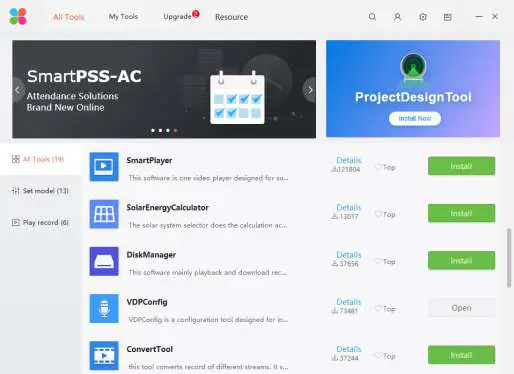 All Tools
My Tools
Upgrade
2
Resource
SmartPSS-AC
Attendance Solutions
Brand New Online
ProjectDesignTool
Install Now
All Tools (19)
Set model (13)
Play record (6)
SmartPlayer
This software is one video player designed for su...
Details
121804
Top
Install
SolarEnergyCalculator
The solar system selector does the calculation ac...
Details
13017
Top
Install
DiskManager
This software mainly playback and download rec...
Details
37656
Top
Install
VDPConfig
VDPConfig is a configuration tool designed for in...
Details
73481
Top
Open
ConvertTool
this tool converts record of different streams. It s...
Details
37244
Top
Install